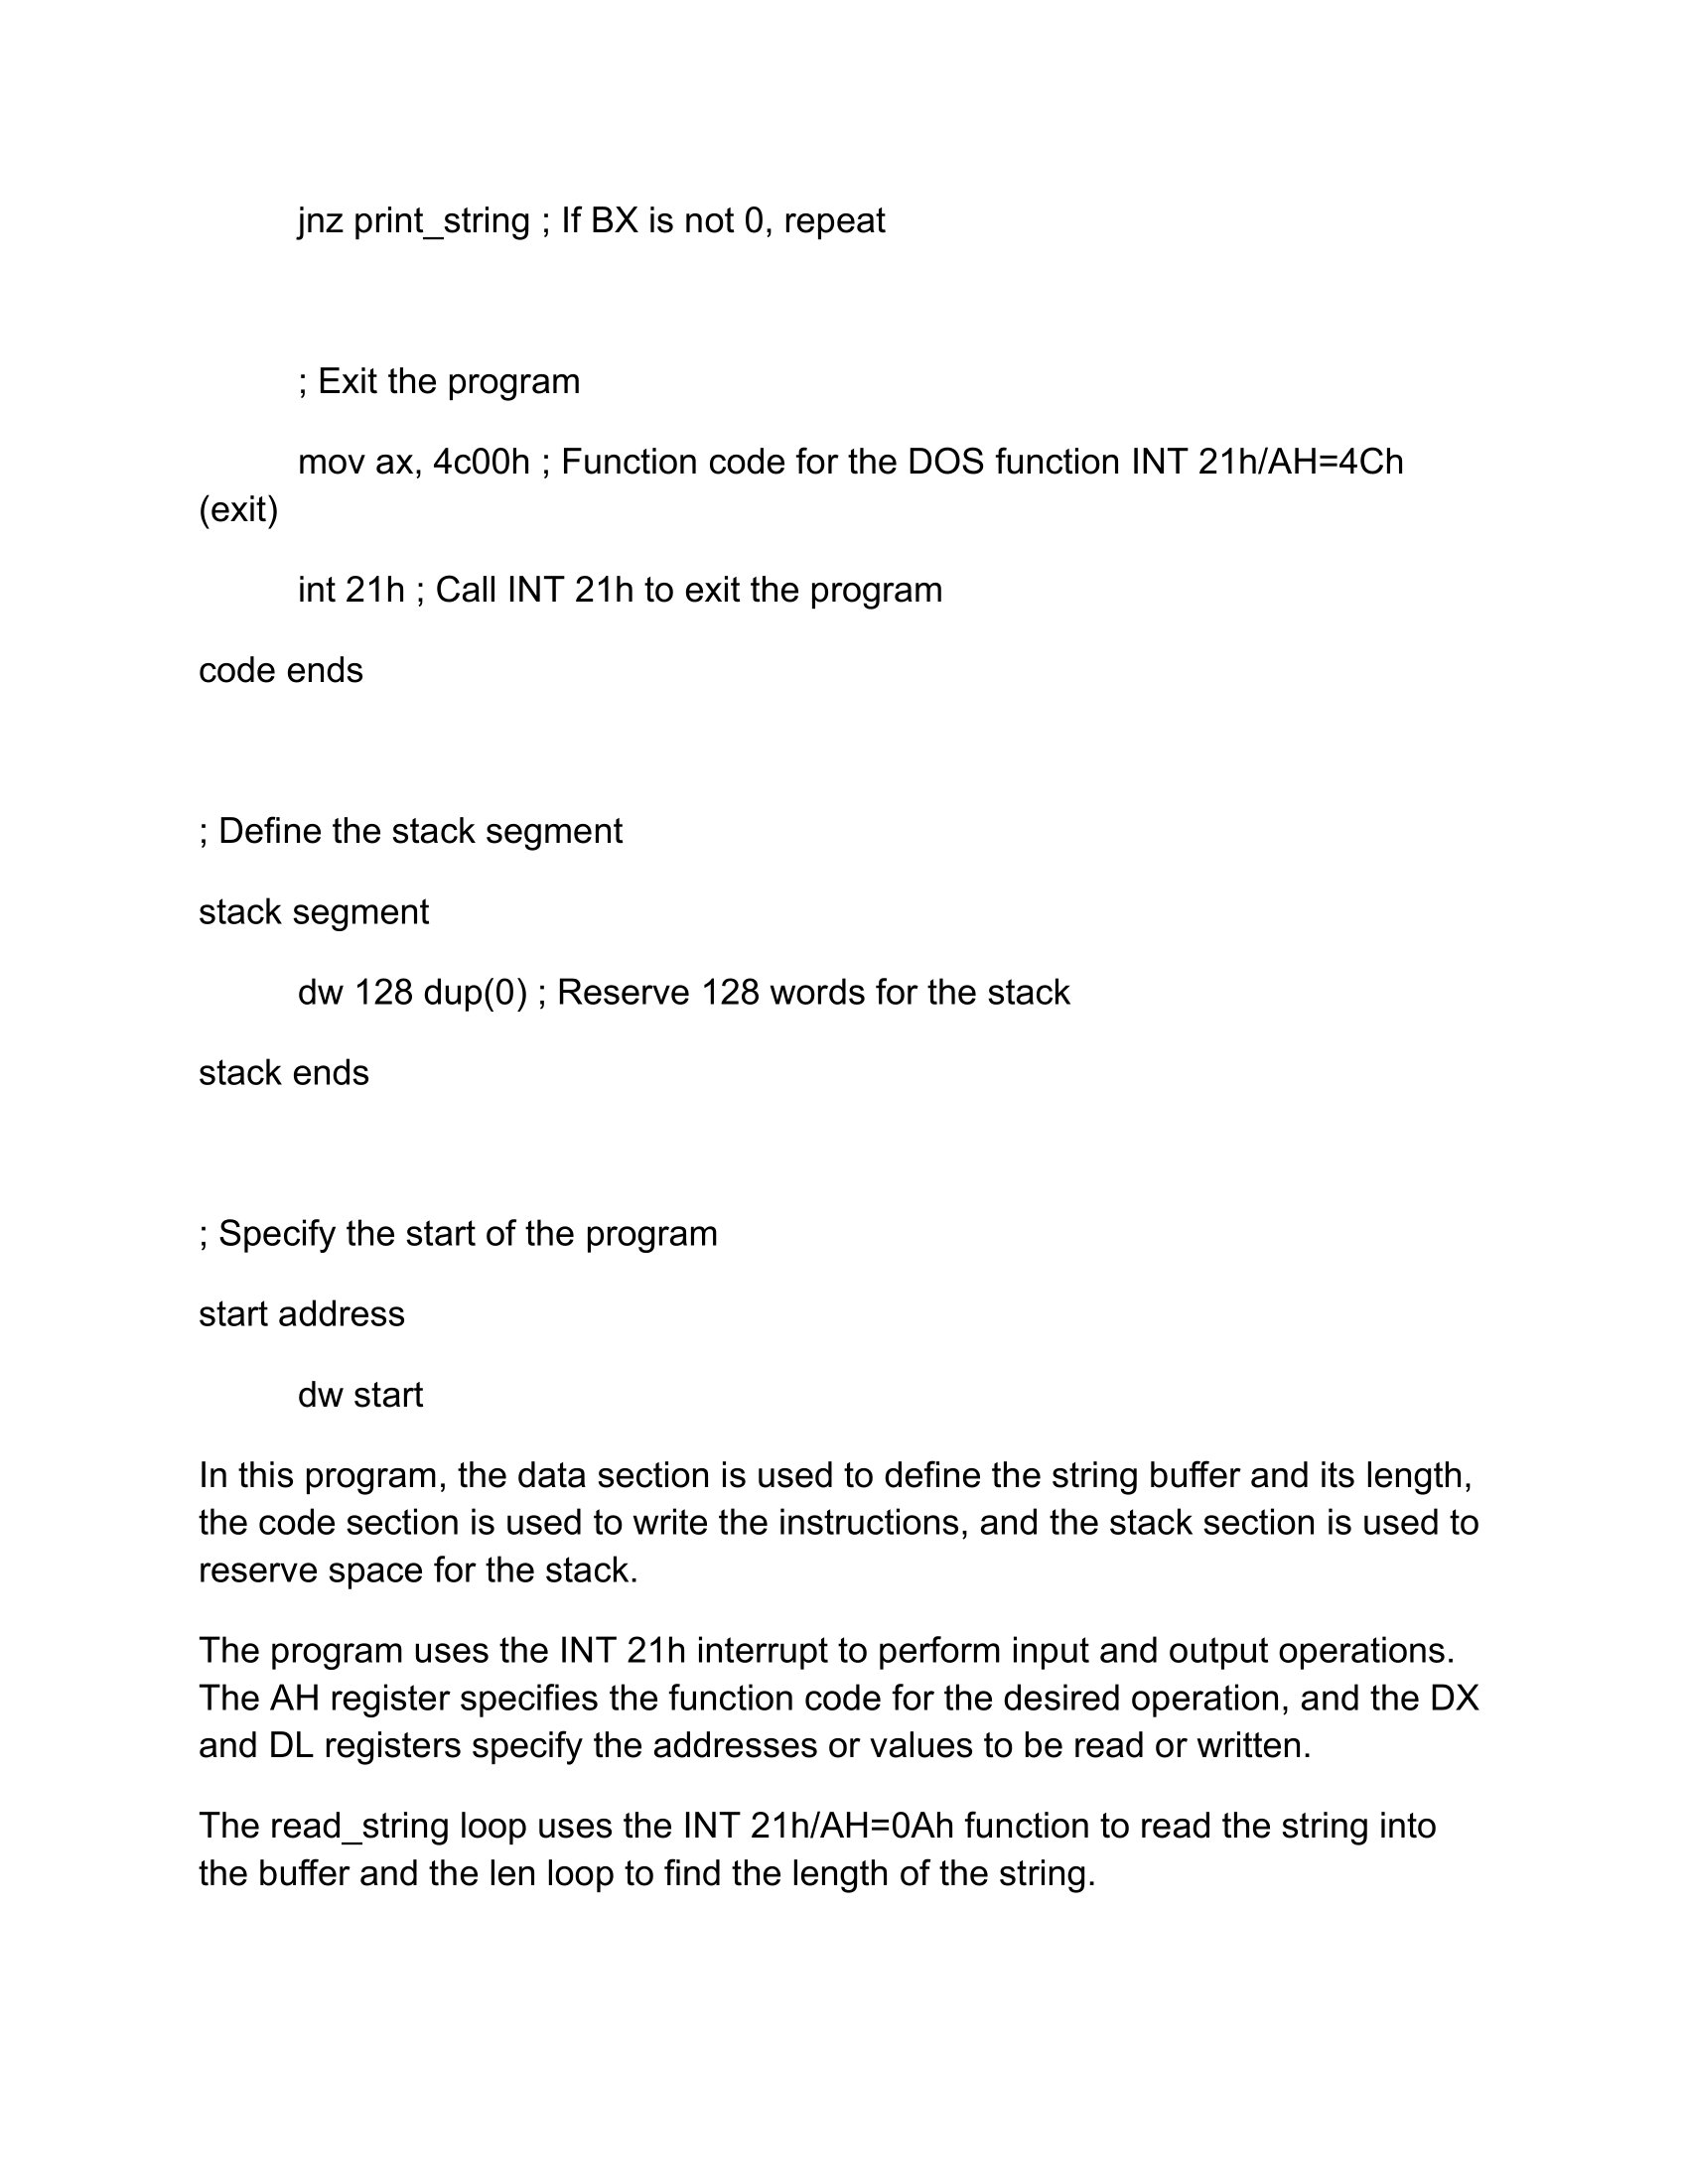 jnz print_string ; If BX is not 0, repeat
; Exit the program
mov ax, 4c00h ; Function code for the DOS function INT 21h/AH=4Ch
(exit)
int 21h ; Call INT 21h to exit the program
code ends
; Define the stack segment
stack segment
dw 128 dup(0) ; Reserve 128 words for the stack
stack ends
; Specify the start of the program
start address
dw start
In this program, the data section is used to define the string buffer and its length,
the code section is used to write the instructions, and the stack section is used to
reserve space for the stack.
The program uses the INT 21h interrupt to perform input and output operations.
The AH register specifies the function code for the desired operation, and the DX
and DL registers specify the addresses or values to be read or written.
The read_string loop uses the INT 21h/AH=0Ah function to read the string into
the buffer and the len loop to find the length of the string.